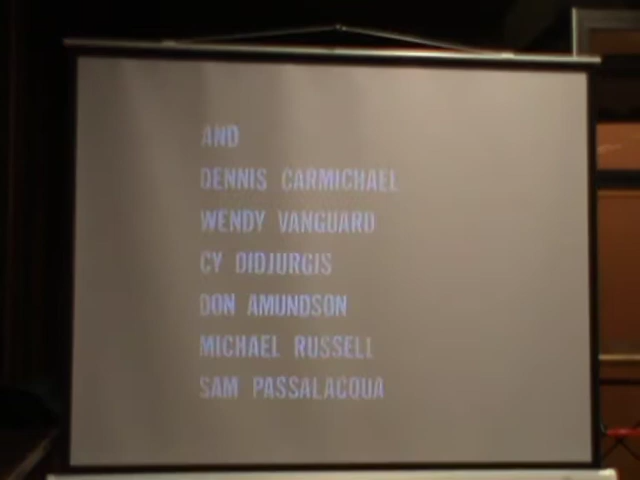 AND
DENNIS CARMICHAEL
WENDY VANGUARD
CY DIDJURGIS
DON AMUNDSON
MICHAEL RUSSELL
SAM PASSALACQUA